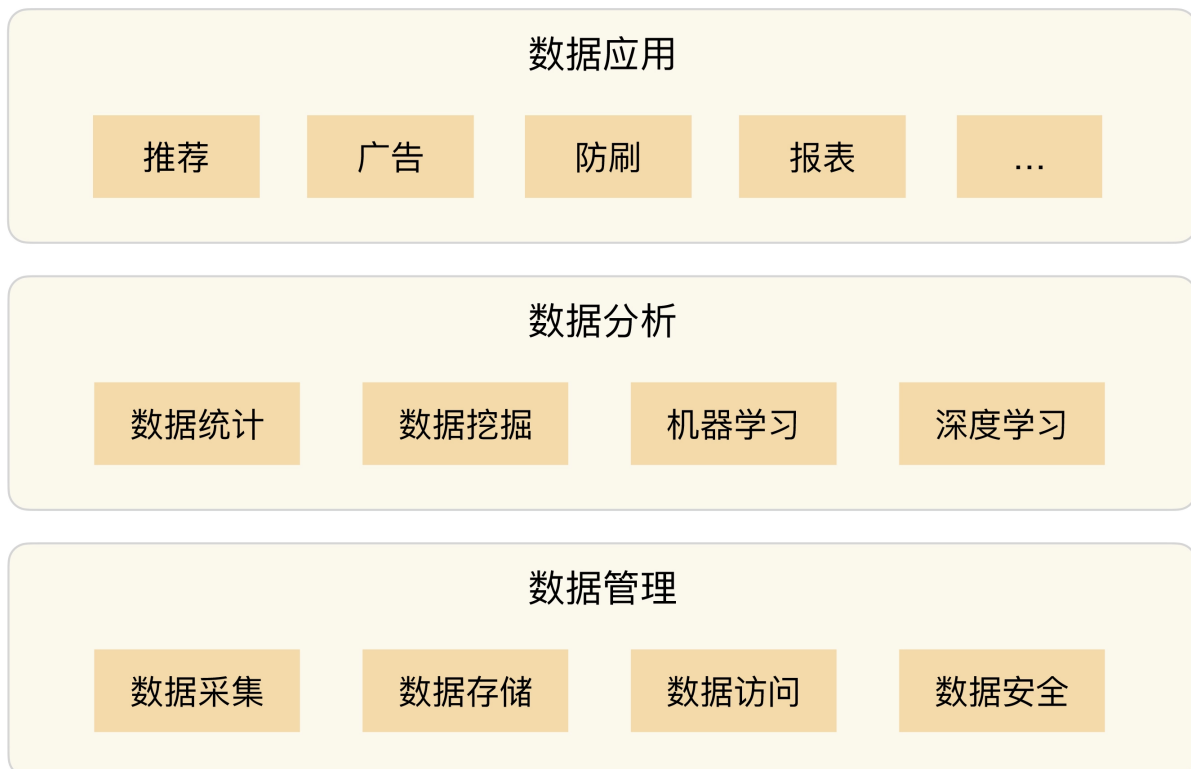 数据应用
推荐 广告 防刷 报表 ...
数据分析
数据统计 数据挖掘 机器学习 深度学习
数据管理
数据采集 数据存储 数据访问 数据安全